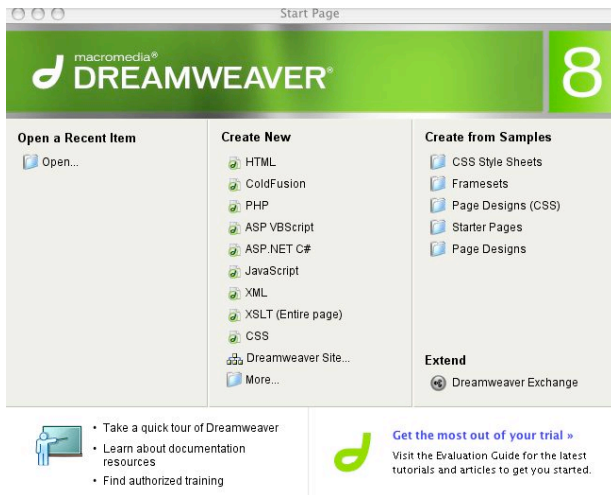 Start Page
macromedia®
DREAMWEAVER®
8
Open a Recent Item
Open...
Create New
HTML
ColdFusion
PHP
ASP VBScript
ASP.NET C#
JavaScript
XML
XSLT (Entire page)
CSS
Dreamweaver Site...
More...
Create from Samples
CSS Style Sheets
Framesets
Page Designs (CSS)
Starter Pages
Page Designs
Extend
Dreamweaver Exchange
• Take a quick tour of Dreamweaver
• Learn about documentation
resources
• Find authorized training
Get the most out of your trial »
Visit the Evaluation Guide for the latest
tutorials and articles to get you started.